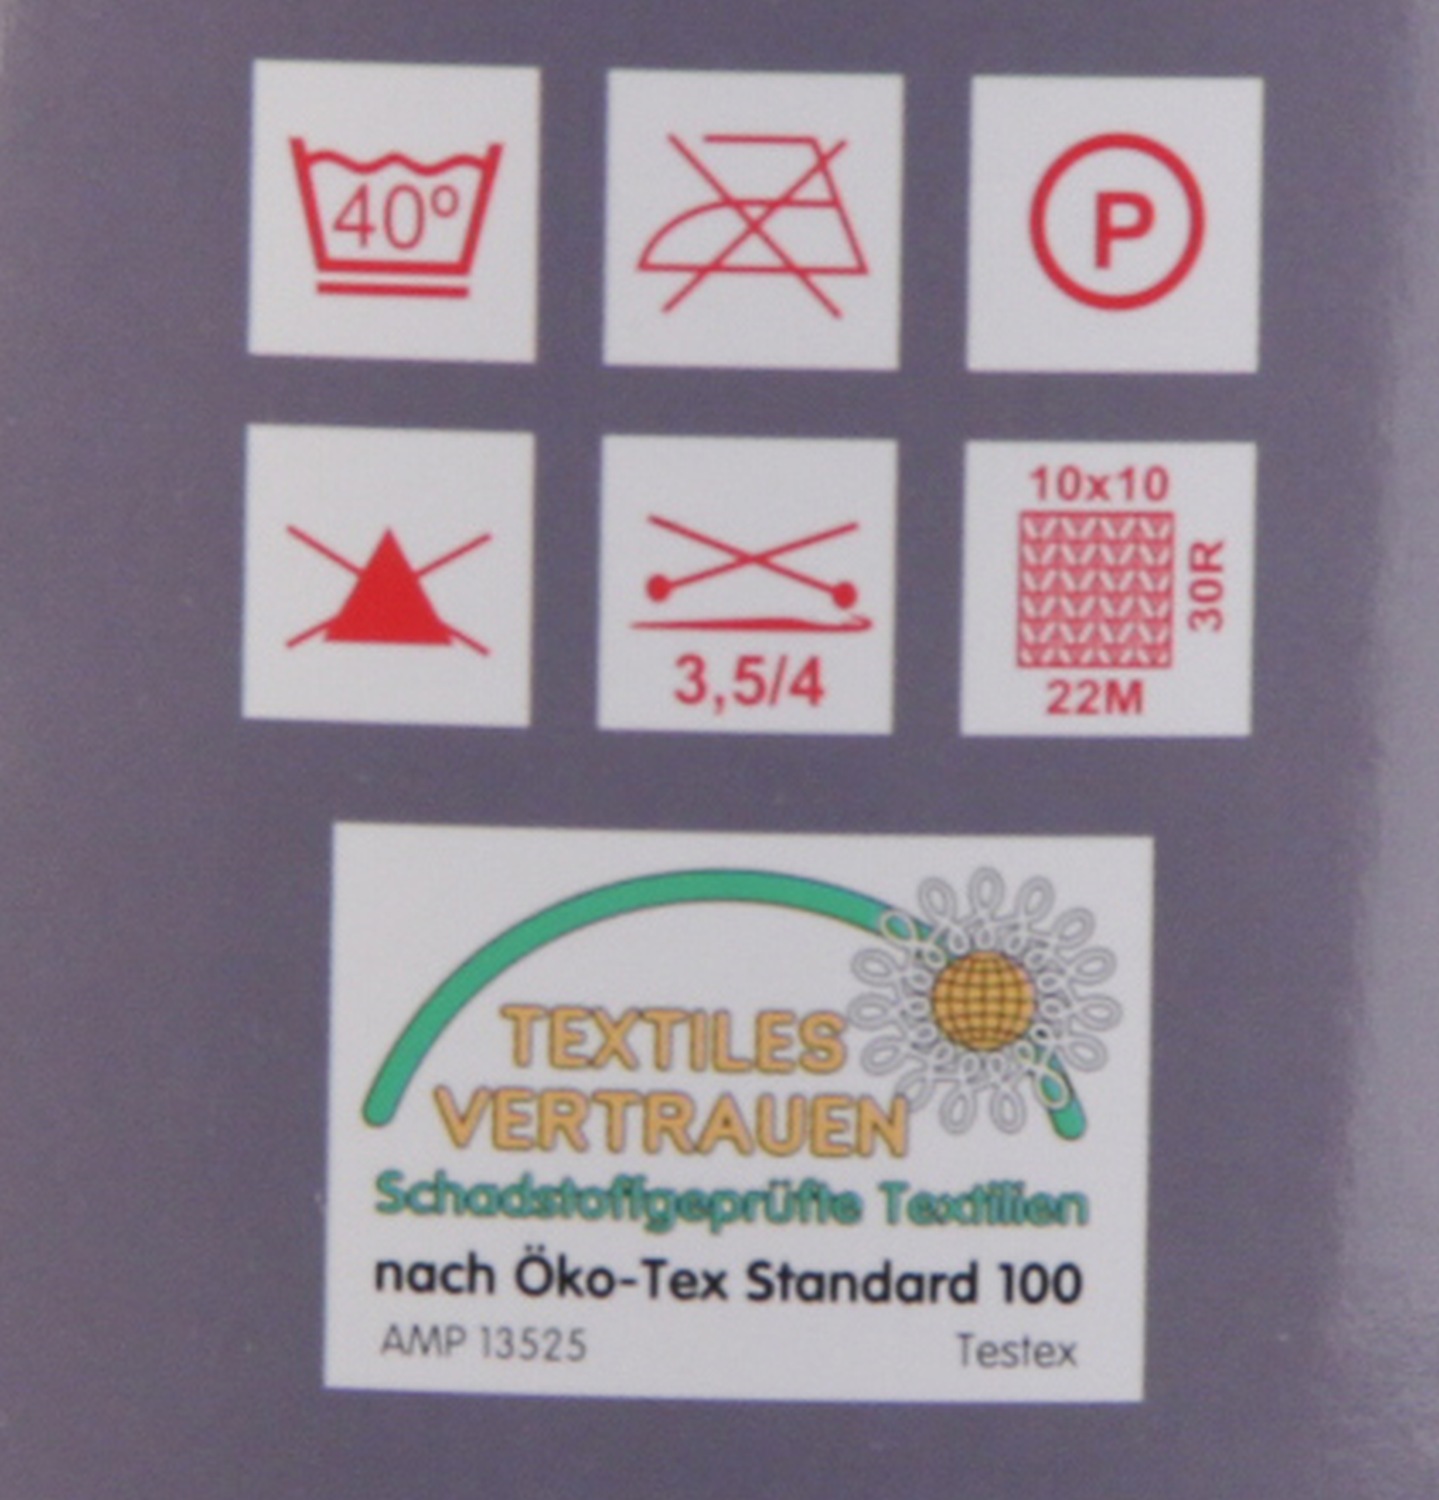 40°
P
3,5/4
10x10
30R
22M
TEXTILES
VERTRAUEN
Schadstoffgeprüfte Textilien
nach Öko-Tex Standard 100
AMP 13525
Testex